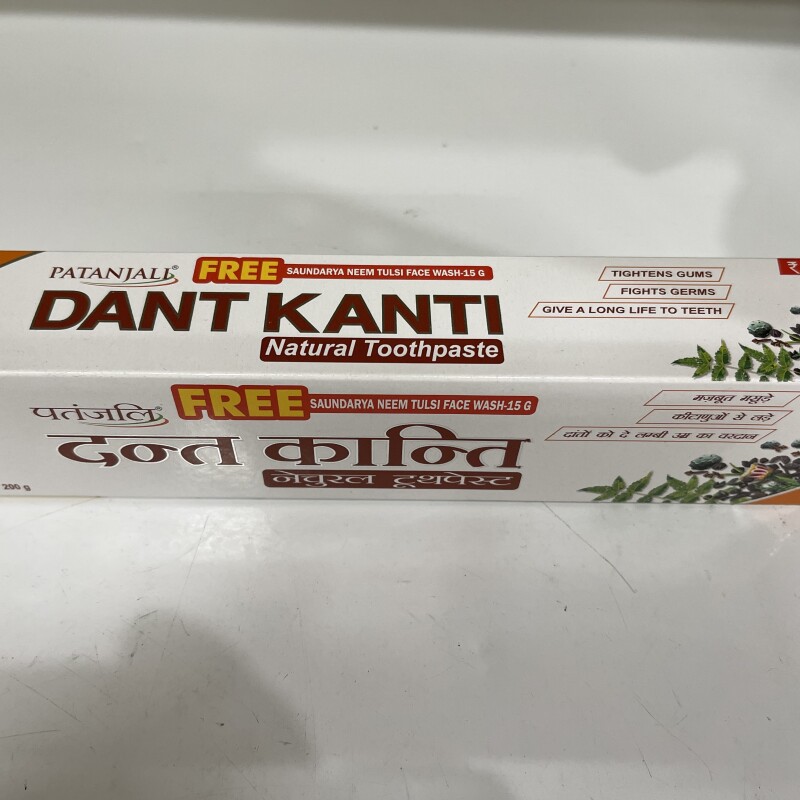 PATANJALI®
FREE SAUNDARYA NEEM TULSI FACE WASH-15 G
DANT KANTI
Natural Toothpaste
TIGHTENS GUMS
FIGHTS GERMS
GIVE A LONG LIFE TO TEETH
₹
पतंजलि®
FREE SAUNDARYA NEEM TULSI FACE WASH-15 G
दन्त कान्ति
नेचुरल टूथपेस्ट
200 g
मजबूत मसूड़े
कीटाणुओं से लड़े
दांतों को दे लम्बी उम्र का वरदान